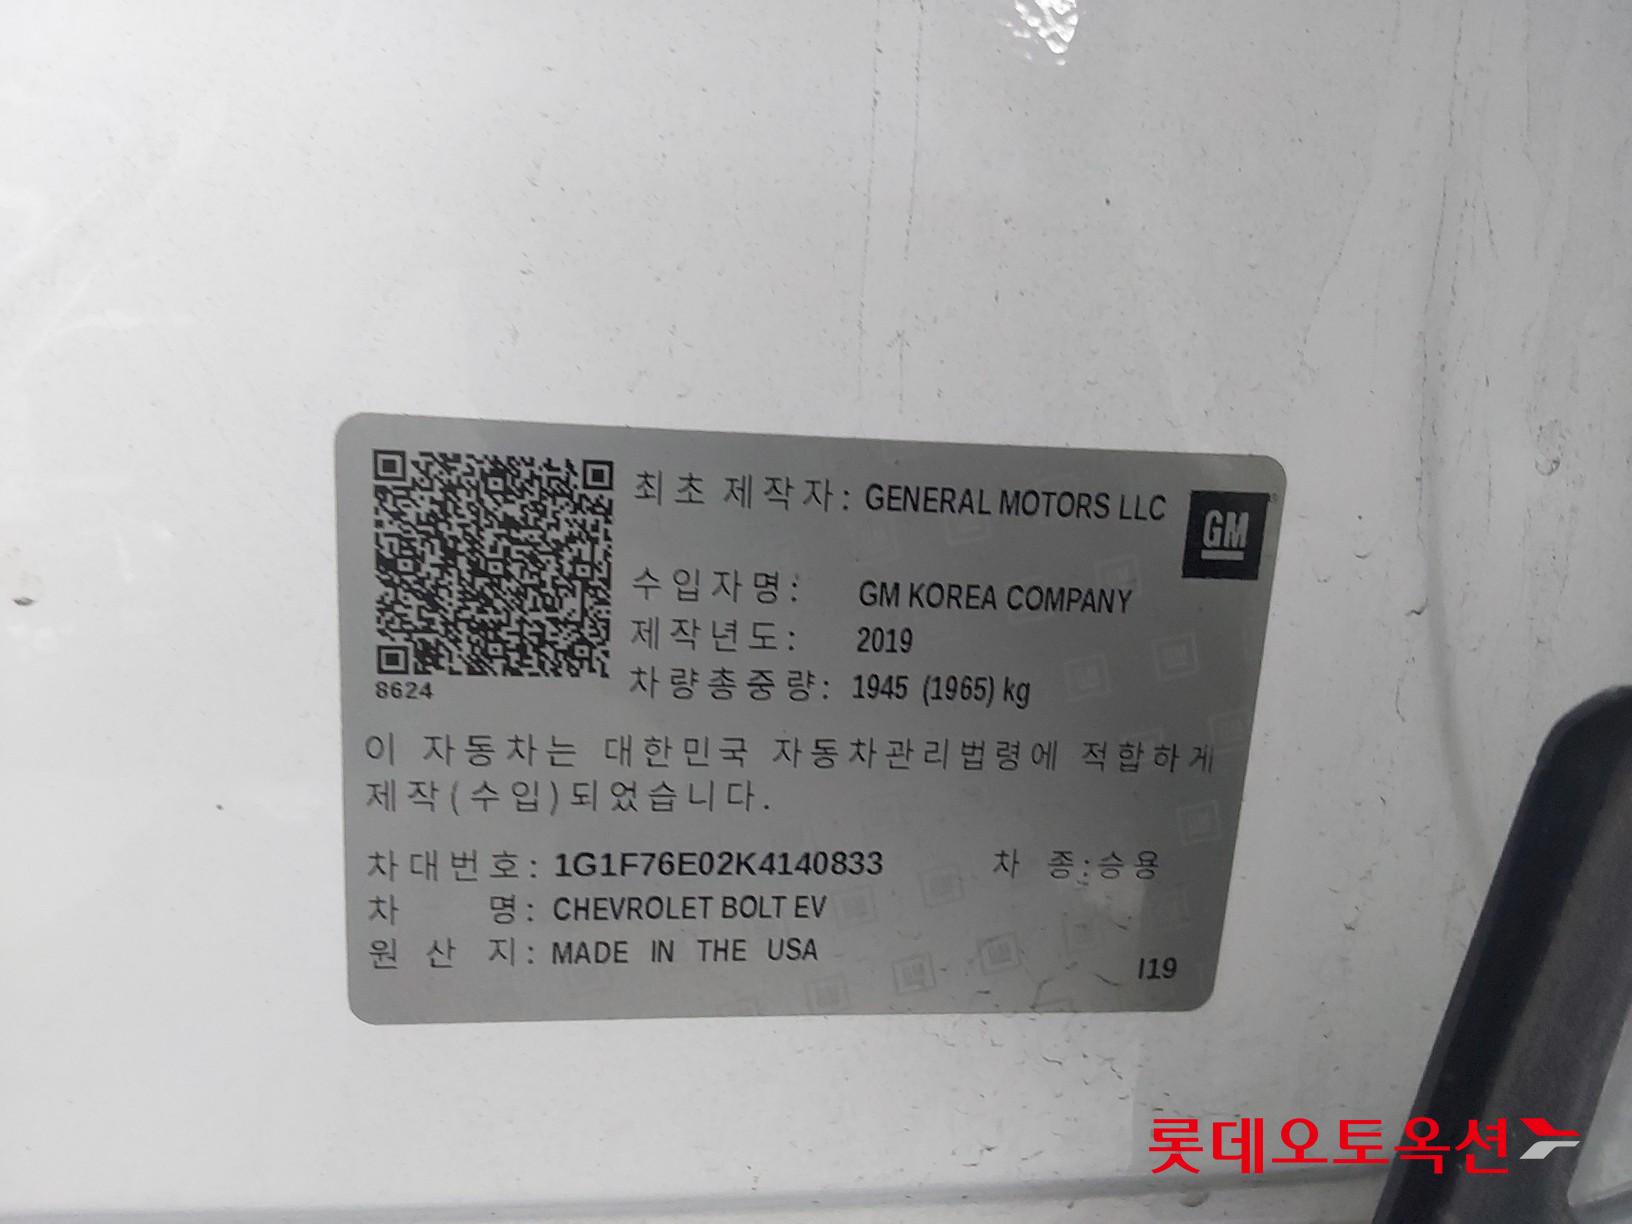 최초 제작자: GENERAL MOTORS LLC
GM
수입자명: GM KOREA COMPANY
제작년도: 2019
차량총중량: 1945 (1965) kg
8624
이 자동차는 대한민국 자동차관리법령에 적합하게
제작(수입)되었습니다.
차대번호: 1G1F76E02K4140833 차 종:승용
차 명: CHEVROLET BOLT EV
원 산 지: MADE IN THE USA
I19
롯데오토옥션